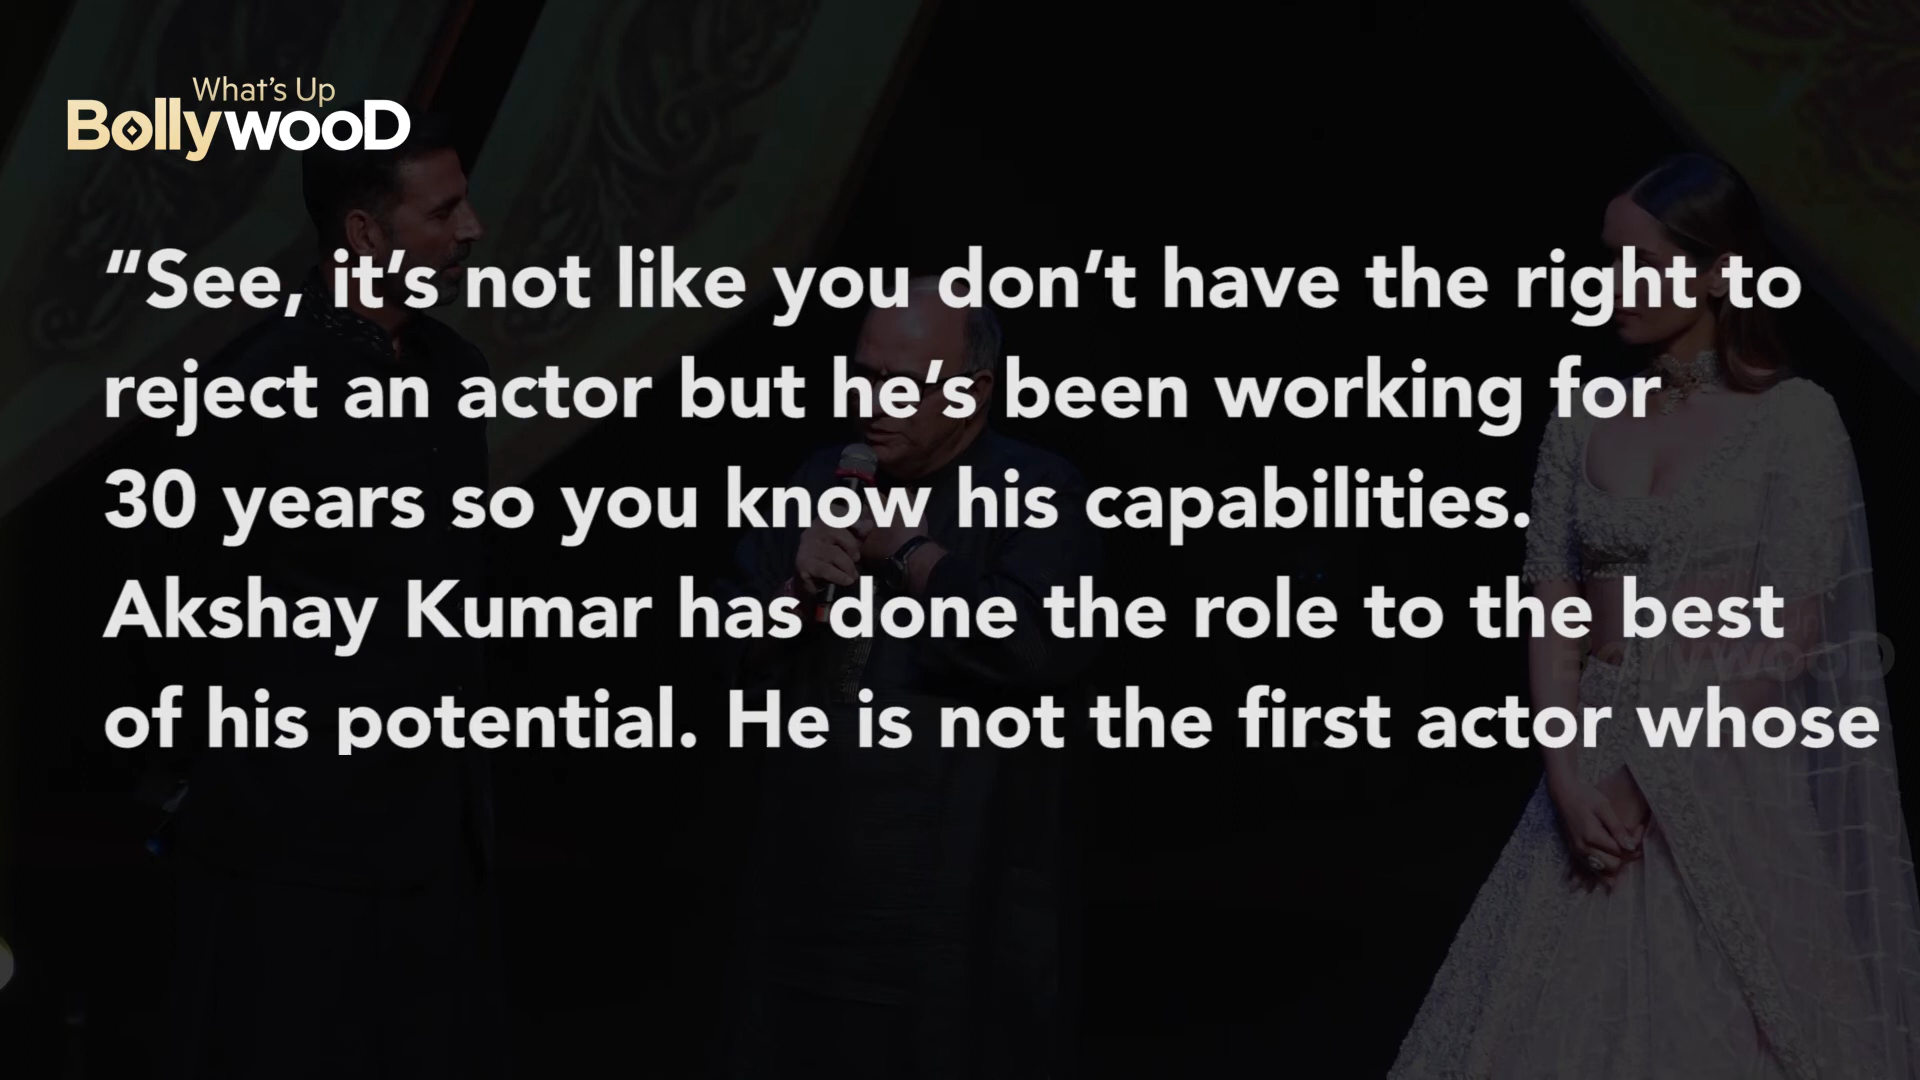 What's Up
BollywooD
“See, it’s not like you don’t have the right to
reject an actor but he’s been working for
30 years so you know his capabilities.
Akshay Kumar has done the role to the best
of his potential. He is not the first actor whose
Up
BollywooD